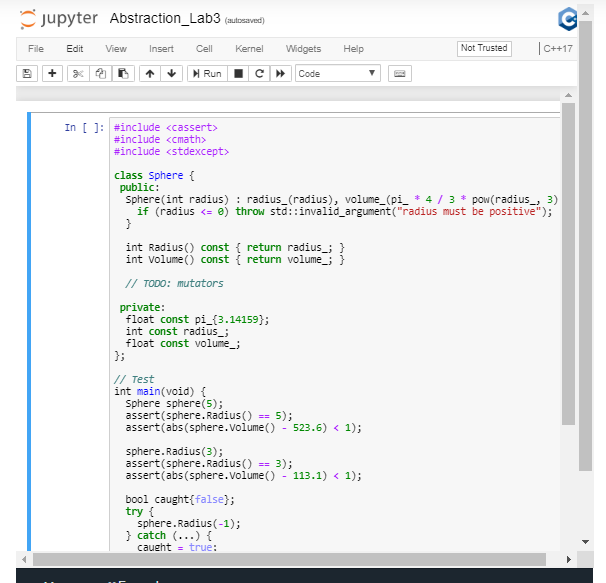 jupyter Abstraction_Lab3 (autosaved)
File Edit View Insert Cell Kernel Widgets Help Not Trusted C++17
Run Code
In [ ]: #include <cassert>
#include <cmath>
#include <stdexcept>
class Sphere {
public:
Sphere(int radius) : radius_(radius), volume_(pi_ * 4 / 3 * pow(radius_, 3)
if (radius <= 0) throw std::invalid_argument("radius must be positive");
}
int Radius() const { return radius_; }
int Volume() const { return volume_; }
// TODO: mutators
private:
float const pi_{3.14159};
int const radius_;
float const volume_;
};
// Test
int main(void) {
Sphere sphere(5);
assert(sphere.Radius() == 5);
assert(abs(sphere.Volume() - 523.6) < 1);
sphere.Radius(3);
assert(sphere.Radius() == 3);
assert(abs(sphere.Volume() - 113.1) < 1);
bool caught{false};
try {
sphere.Radius(-1);
} catch (...) {
caught = true;